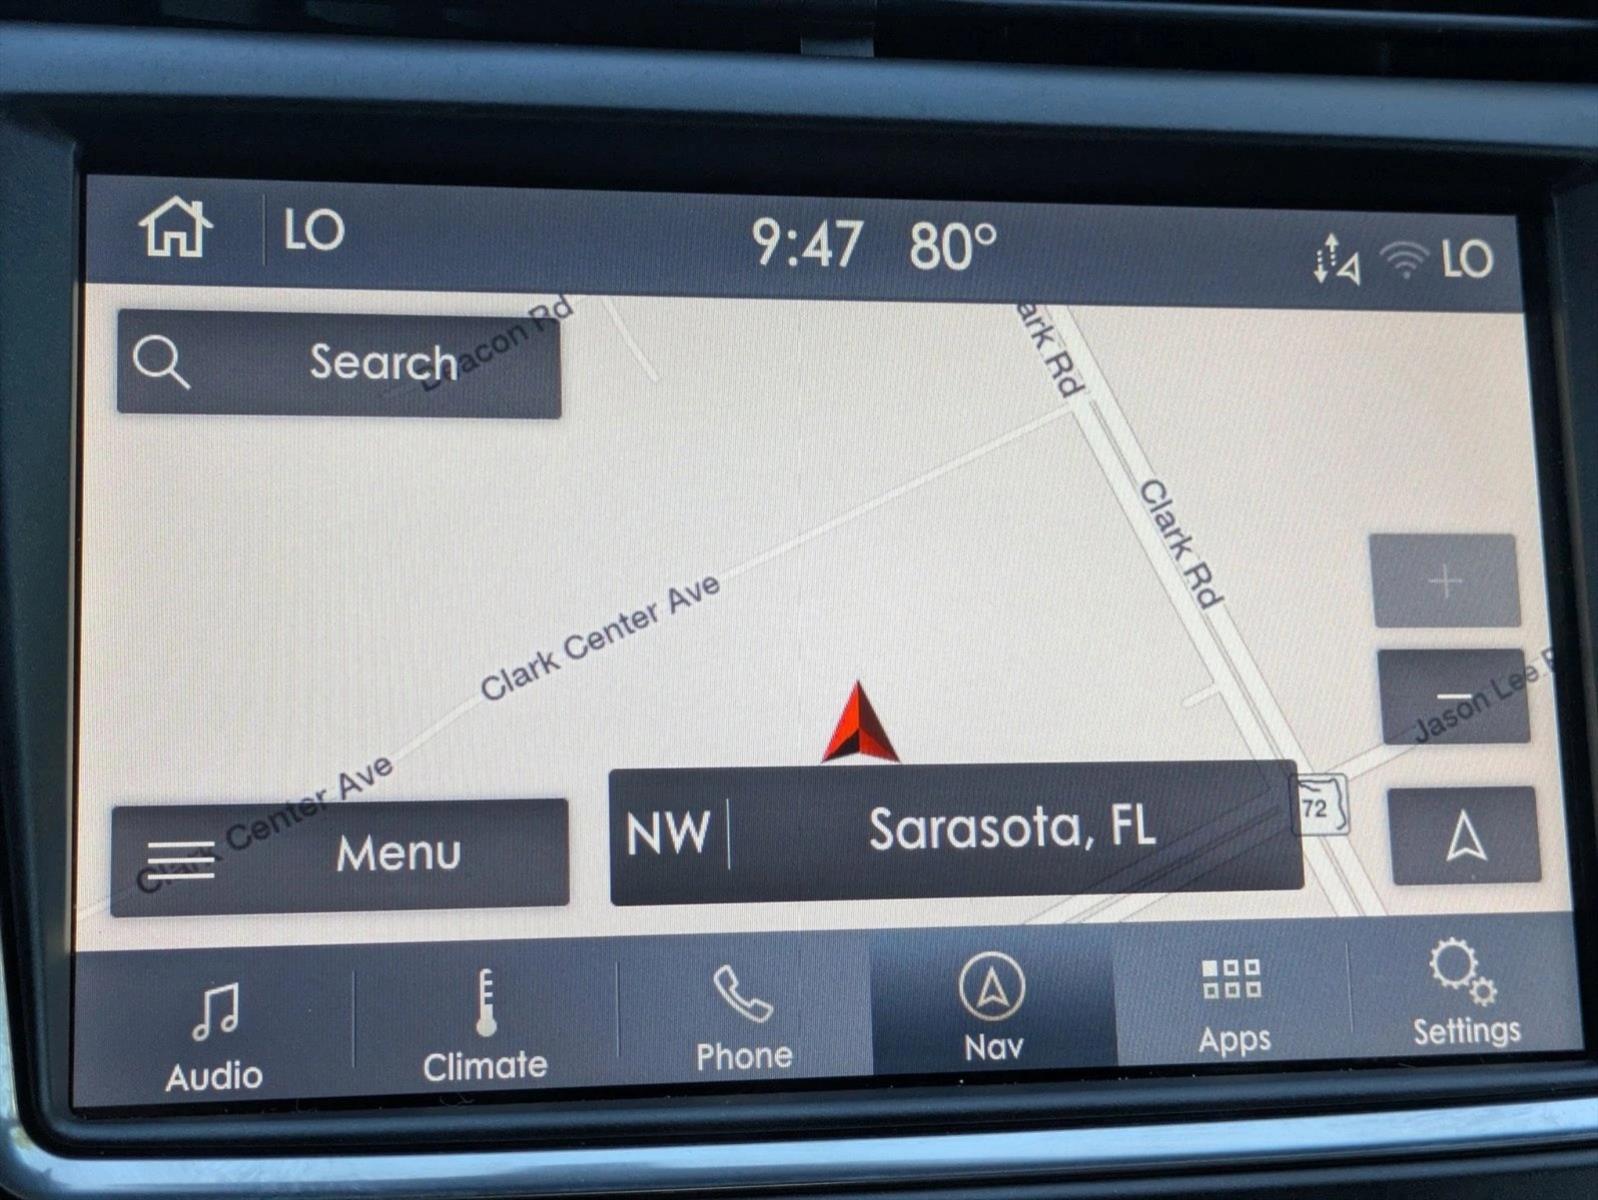 LO
9:47 80°
LO
Search
Deacon Rd
ark Rd
Clark Rd
Clark Center Ave
+
−
Jason Lee
Clark Center Ave
Menu
NW
Sarasota, FL
72
Audio
Climate
Phone
Nav
Apps
Settings